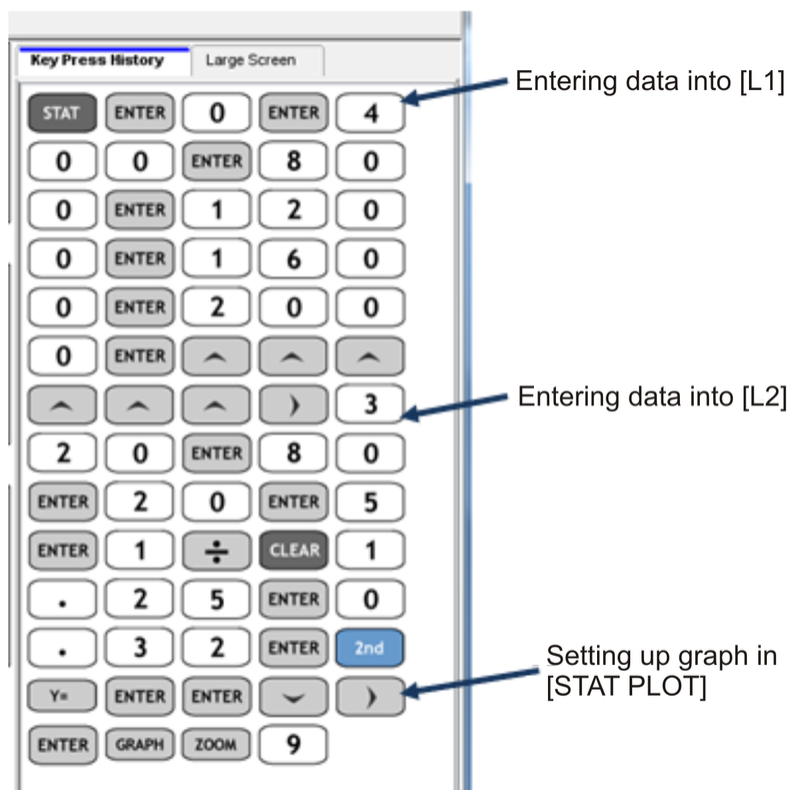 Key Press History Large Screen
Entering data into [L1]
STAT ENTER 0 ENTER 4
0 0 ENTER 8 0
0 ENTER 1 2 0
0 ENTER 1 6 0
0 ENTER 2 0 0
0 ENTER
3
Entering data into [L2]
2 0 ENTER 8 0
ENTER 2 0 ENTER 5
ENTER 1 ÷ CLEAR 1
. 2 5 ENTER 0
. 3 2 ENTER 2nd
Setting up graph in
[STAT PLOT]
Y= ENTER ENTER
ENTER GRAPH ZOOM 9